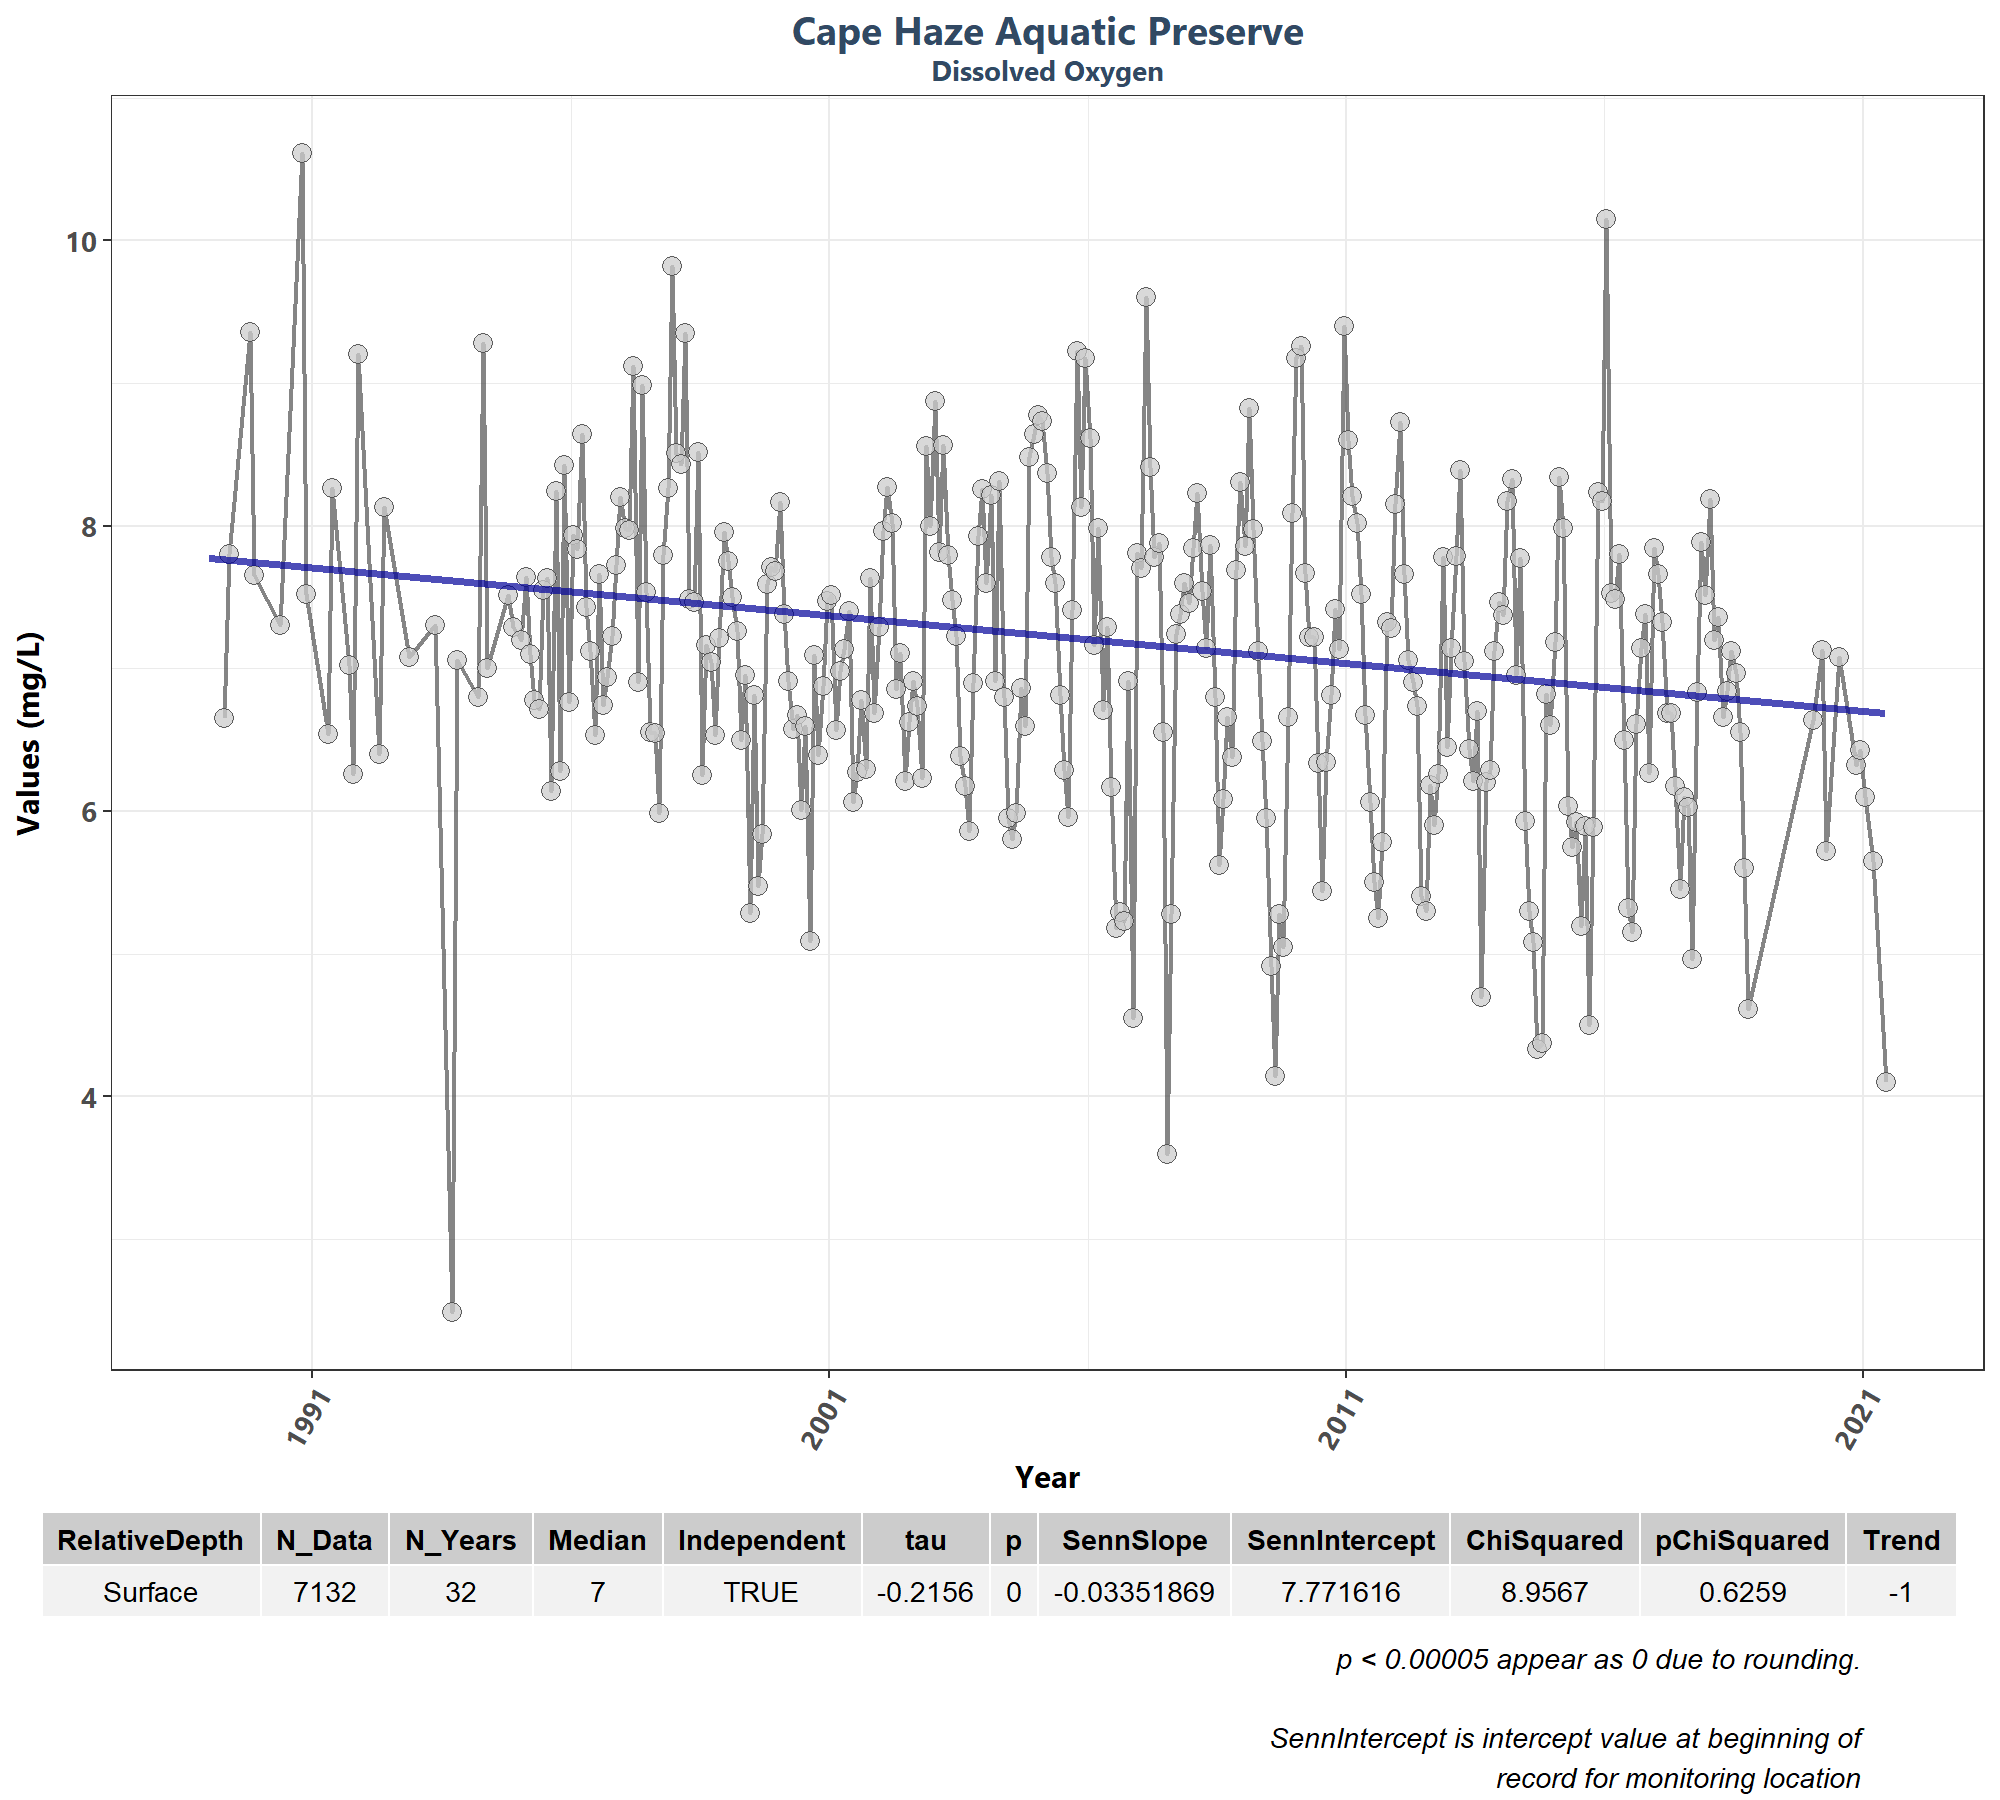 Cape Haze Aquatic Preserve
Dissolved Oxygen
Values (mg/L)
10
8
6
4
1991
2001
2011
2021
Year
RelativeDepth N_Data N_Years Median Independent tau p SennSlope SennIntercept ChiSquared pChiSquared Trend
Surface 7132 32 7 TRUE -0.2156 0 -0.03351869 7.771616 8.9567 0.6259 -1
p < 0.00005 appear as 0 due to rounding.
SennIntercept is intercept value at beginning of
record for monitoring location